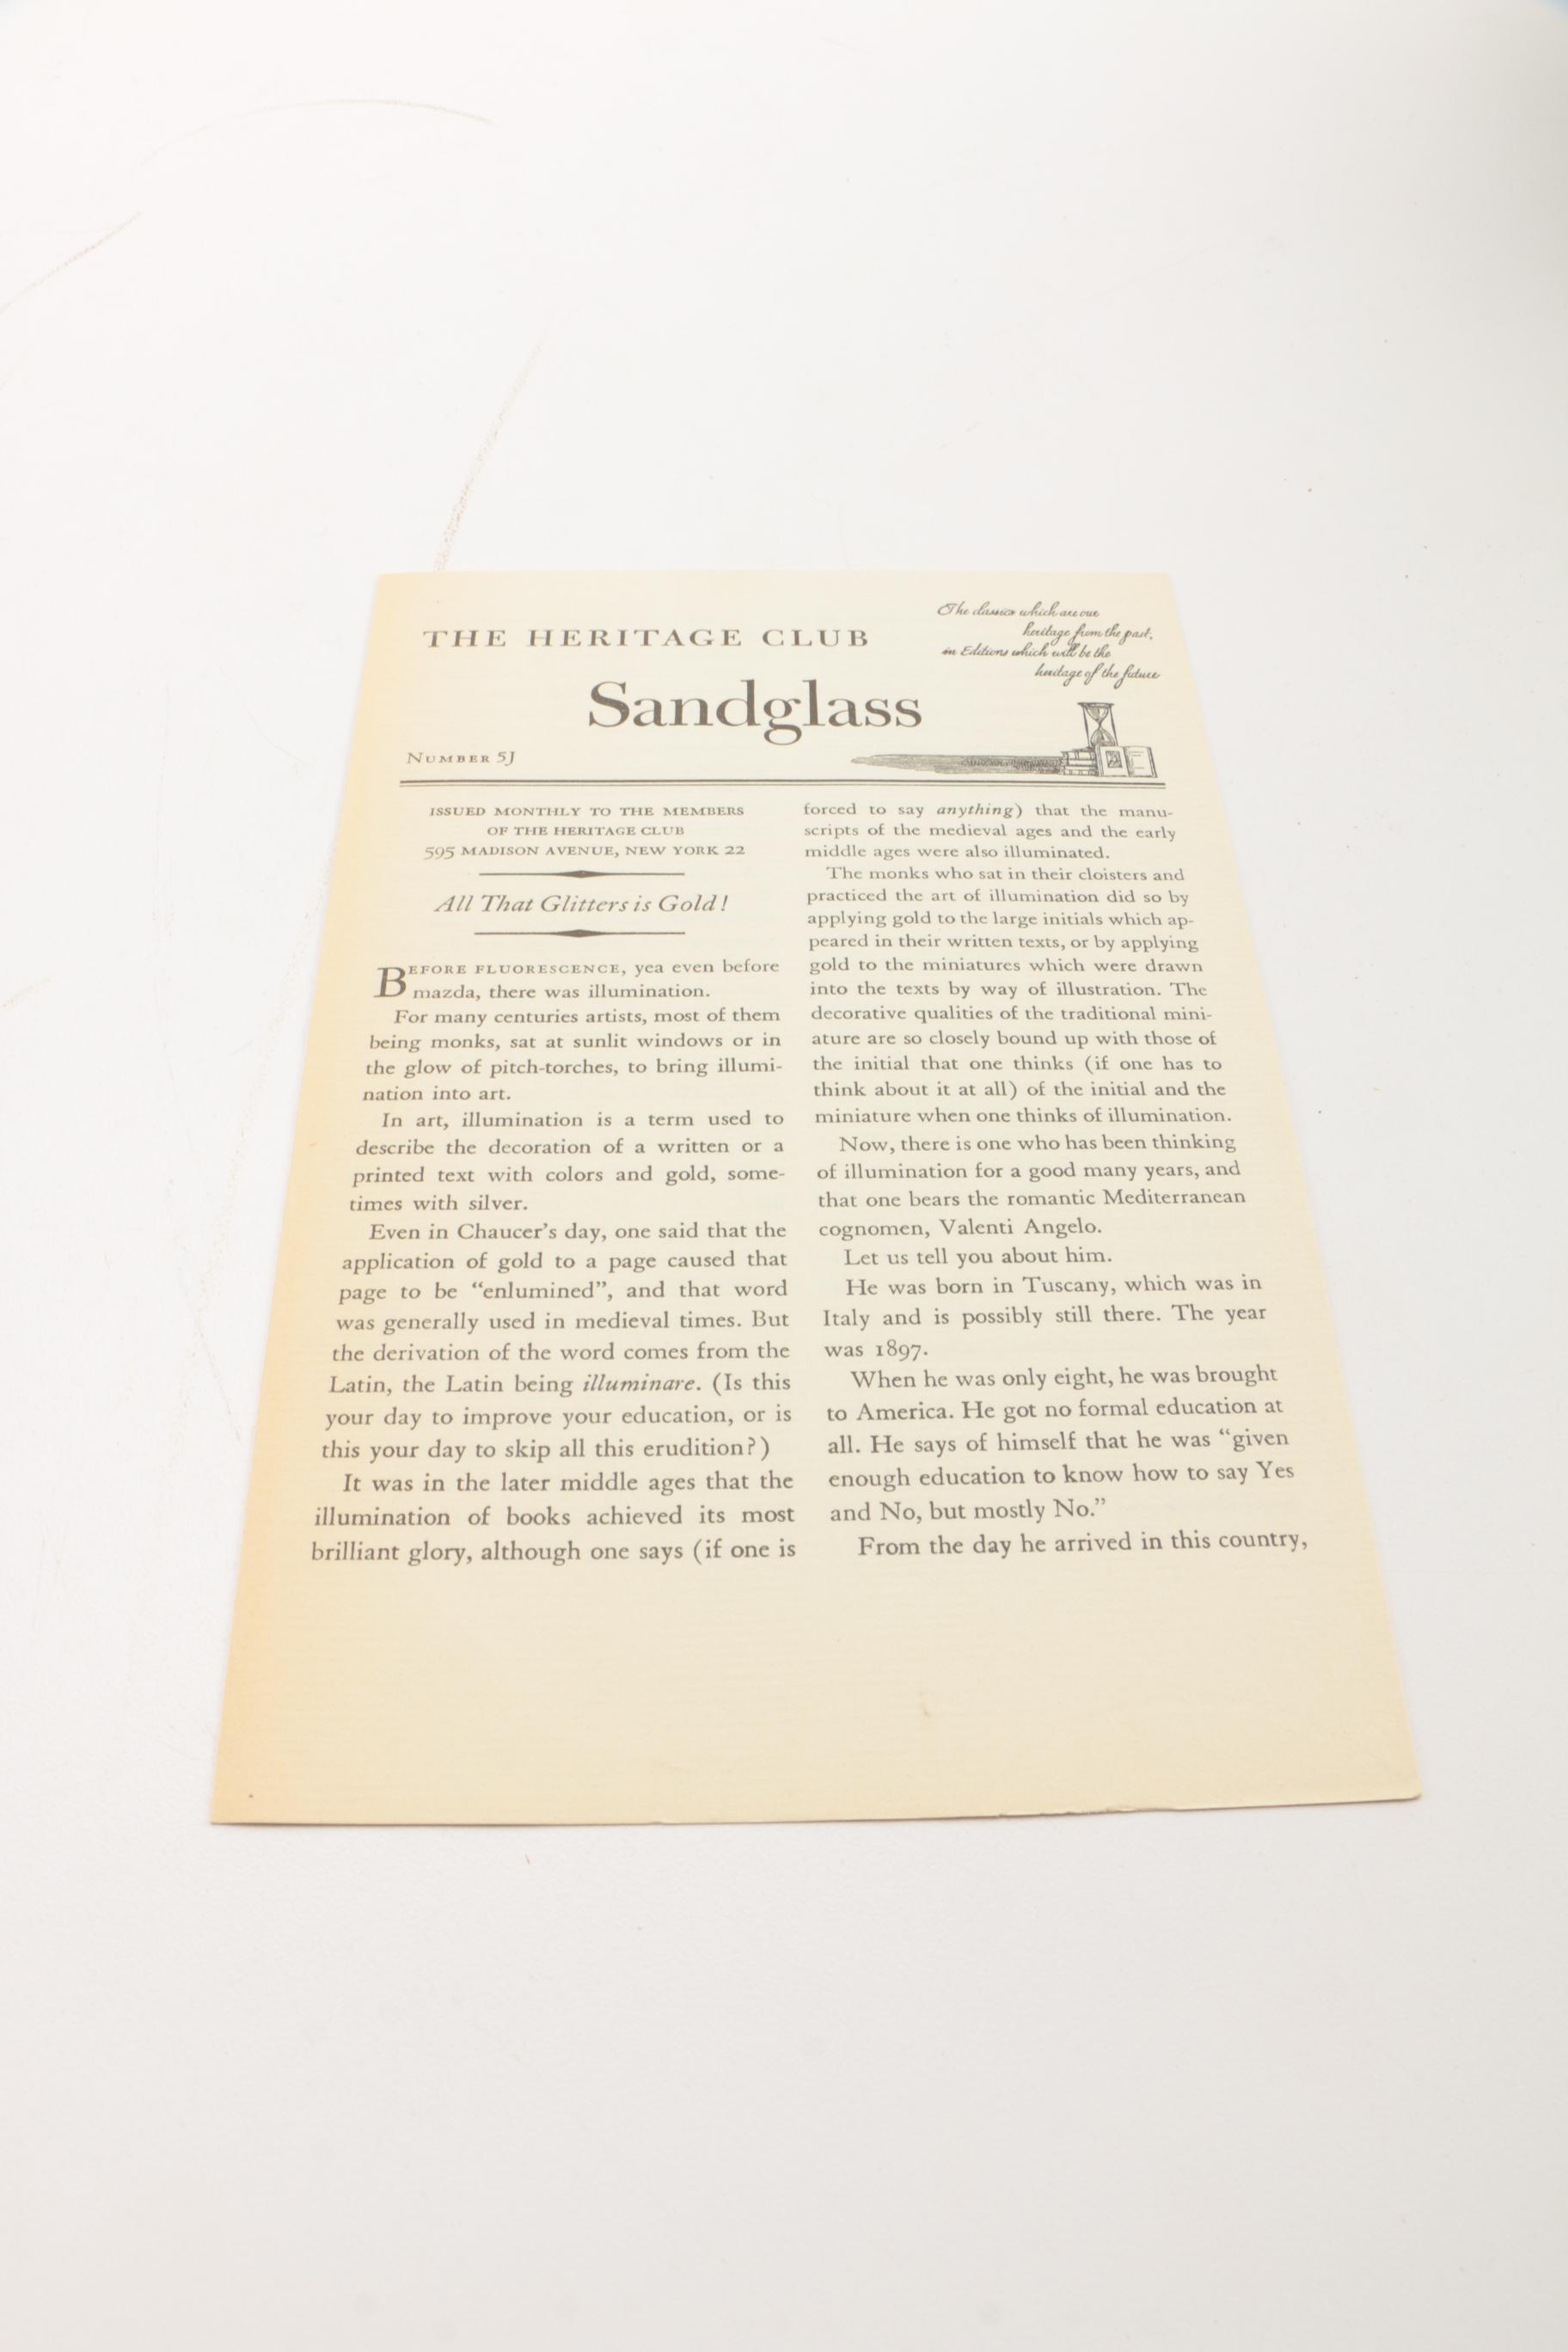 THE HERITAGE CLUB
The classics which are our
heritage from the past,
in Editions which will be the
heritage of the future
Sandglass
NUMBER 5J
ISSUED MONTHLY TO THE MEMBERS
OF THE HERITAGE CLUB
595 MADISON AVENUE, NEW YORK 22
All That Glitters is Gold!
BEFORE FLUORESCENCE, yea even before
mazda, there was illumination.
For many centuries artists, most of them
being monks, sat at sunlit windows or in
the glow of pitch-torches, to bring illumi-
nation into art.
In art, illumination is a term used to
describe the decoration of a written or a
printed text with colors and gold, some-
times with silver.
Even in Chaucer's day, one said that the
application of gold to a page caused that
page to be "enlumined", and that word
was generally used in medieval times. But
the derivation of the word comes from the
Latin, the Latin being illuminare. (Is this
your day to improve your education, or is
this your day to skip all this erudition?)
It was in the later middle ages that the
illumination of books achieved its most
brilliant glory, although one says (if one is
forced to say anything) that the manu-
scripts of the medieval ages and the early
middle ages were also illuminated.
The monks who sat in their cloisters and
practiced the art of illumination did so by
applying gold to the large initials which ap-
peared in their written texts, or by applying
gold to the miniatures which were drawn
into the texts by way of illustration. The
decorative qualities of the traditional mini-
ature are so closely bound up with those of
the initial that one thinks (if one has to
think about it at all) of the initial and the
miniature when one thinks of illumination.
Now, there is one who has been thinking
of illumination for a good many years, and
that one bears the romantic Mediterranean
cognomen, Valenti Angelo.
Let us tell you about him.
He was born in Tuscany, which was in
Italy and is possibly still there. The year
was 1897.
When he was only eight, he was brought
to America. He got no formal education at
all. He says of himself that he was "given
enough education to know how to say Yes
and No, but mostly No."
From the day he arrived in this country,